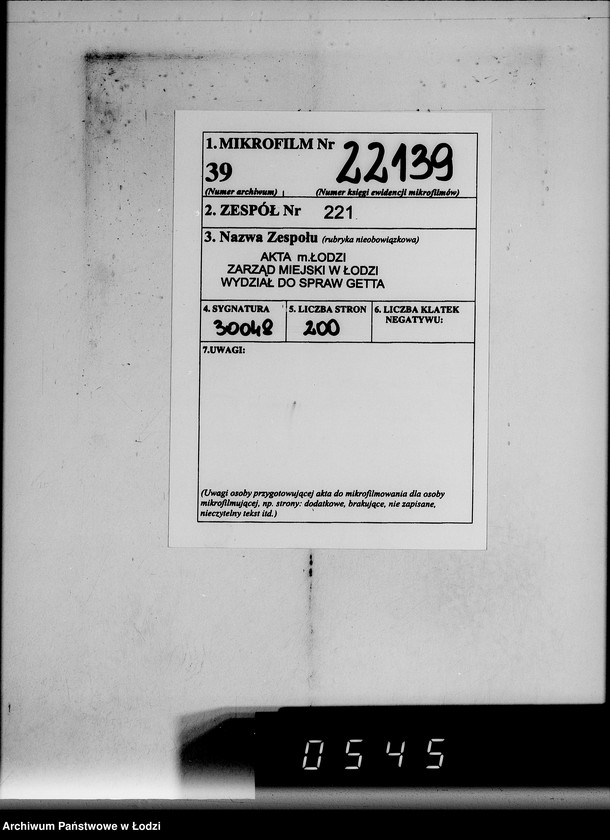 1. MIKROFILM Nr 22139
39
(Numer archiwum) (Numer księgi ewidencji mikrofilmów)
2. ZESPÓŁ Nr 221
3. Nazwa Zespołu (rubryka nieobowiązkowa)
AKTA m.ŁODZI
ZARZĄD MIEJSKI W ŁODZI
WYDZIAŁ DO SPRAW GETTA
4. SYGNATURA
30048
5. LICZBA STRON
200
6. LICZBA KLATEK
NEGATYWU:
7.UWAGI:
(Uwagi osoby przygotowującej akta do mikrofilmowania dla osoby
mikrofilmującej, np. strony: dodatkowe, brakujące, nie zapisane,
nieczytelny tekst itd.)
0545
Archiwum Państwowe w Łodzi